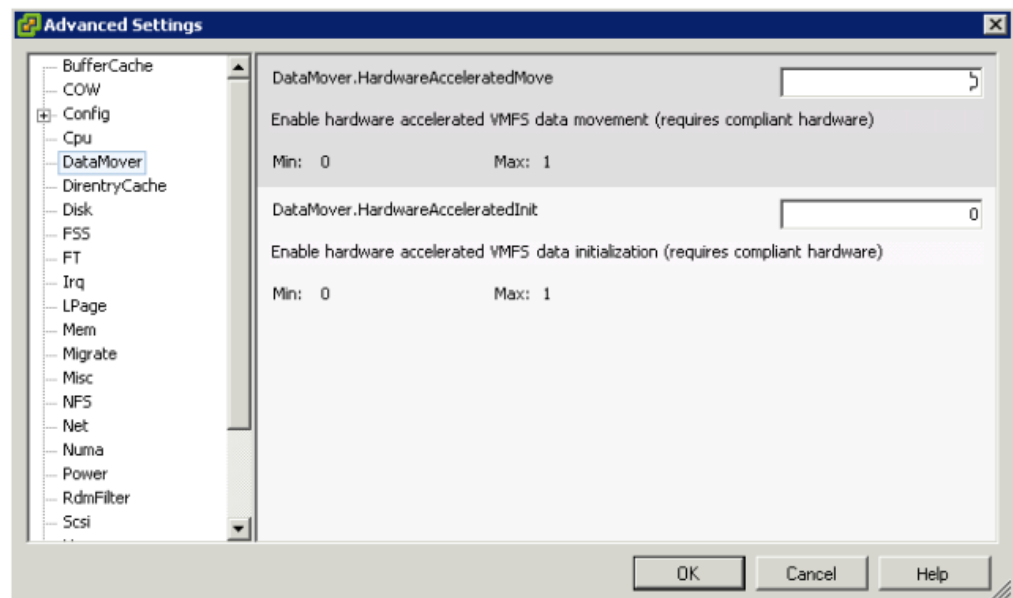 Advanced Settings
BufferCache
COW
Config
Cpu
DataMover
DirentryCache
Disk
FSS
FT
Irq
LPage
Mem
Migrate
Misc
NFS
Net
Numa
Power
RdmFilter
Scsi
DataMover.HardwareAcceleratedMove
Enable hardware accelerated VMFS data movement (requires compliant hardware)
Min: 0 Max: 1
DataMover.HardwareAcceleratedInit 0
Enable hardware accelerated VMFS data initialization (requires compliant hardware)
Min: 0 Max: 1
OK Cancel Help